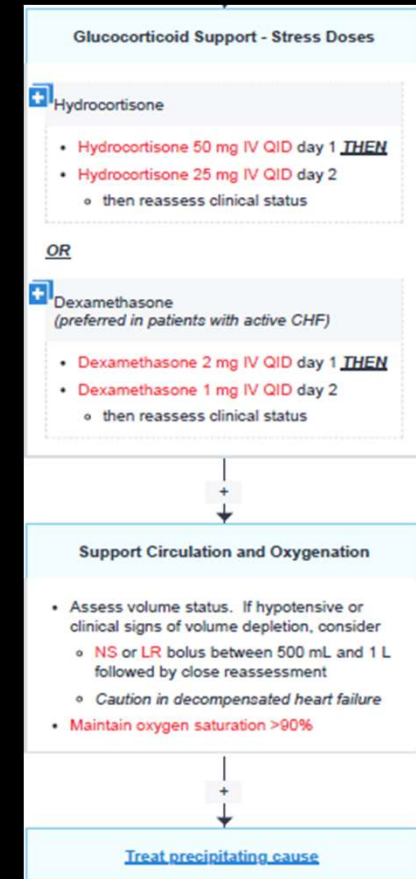 Glucocorticoid Support - Stress Doses
Hydrocortisone
• Hydrocortisone 50 mg IV QID day 1 THEN
• Hydrocortisone 25 mg IV QID day 2
o then reassess clinical status
OR
Dexamethasone
(preferred in patients with active CHF)
• Dexamethasone 2 mg IV QID day 1 THEN
• Dexamethasone 1 mg IV QID day 2
o then reassess clinical status
+
Support Circulation and Oxygenation
• Assess volume status. If hypotensive or
clinical signs of volume depletion, consider
o NS or LR bolus between 500 mL and 1 L
followed by close reassessment
o Caution in decompensated heart failure
• Maintain oxygen saturation >90%
+
Treat precipitating cause